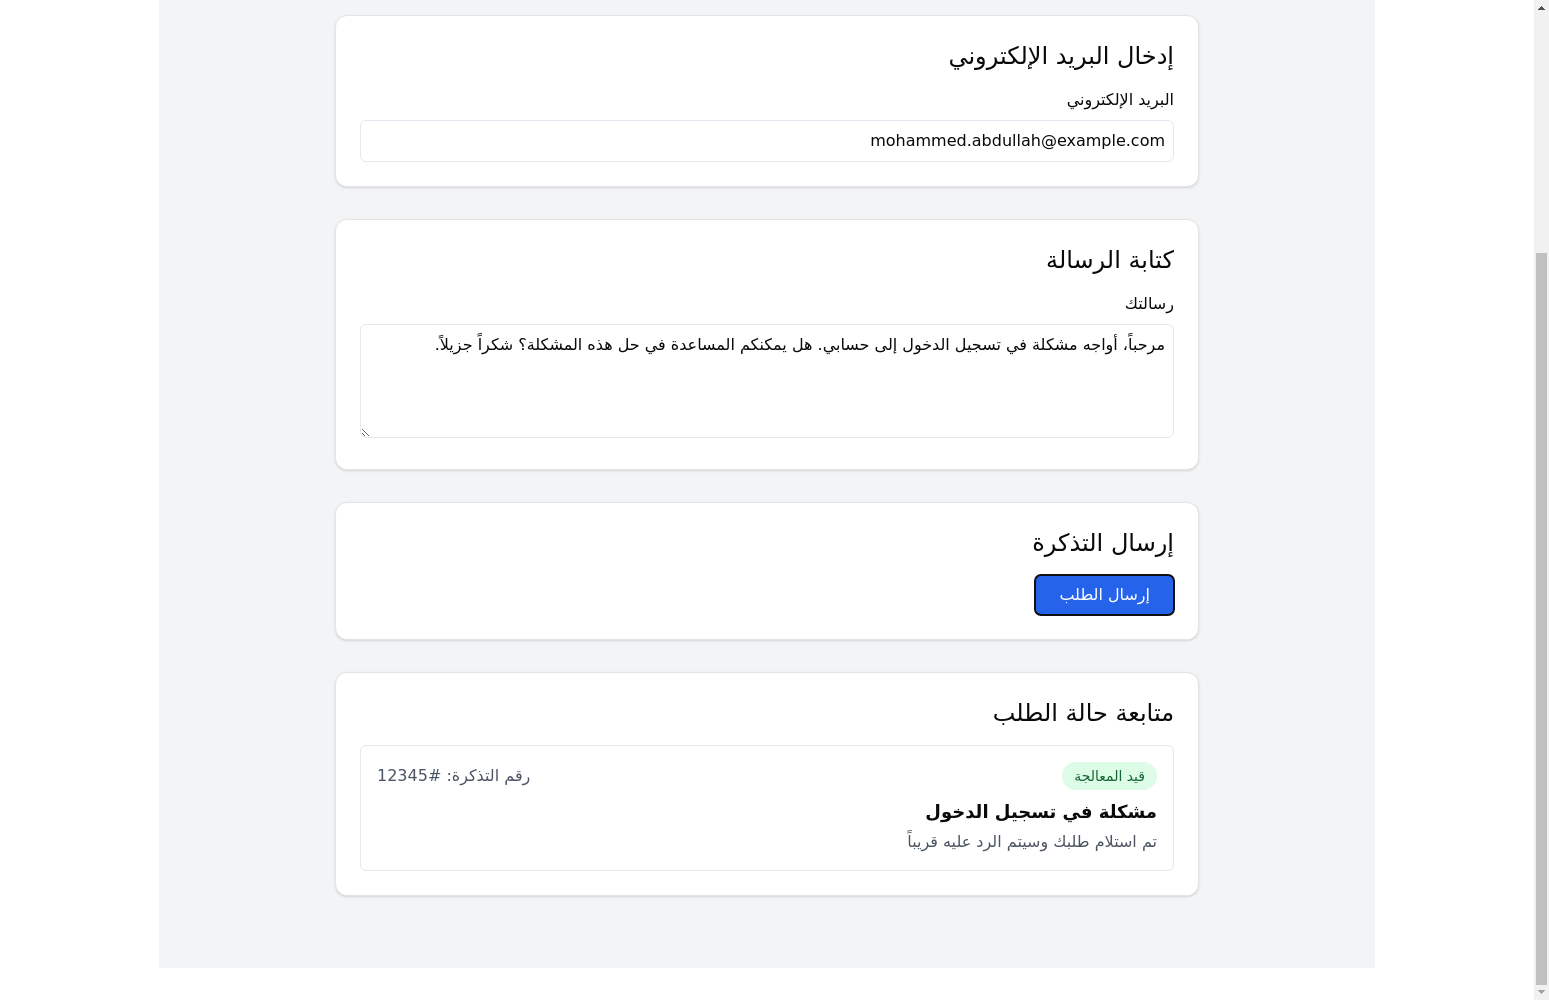 إدخال البريد الإلكتروني
البريد الإلكتروني
mohammed.abdullah@example.com
كتابة الرسالة
رسالتك
مرحباً، أواجه مشكلة في تسجيل الدخول إلى حسابي. هل يمكنكم المساعدة في حل هذه المشكلة؟ شكراً جزيلاً.
إرسال التذكرة
إرسال الطلب
متابعة حالة الطلب
قيد المعالجة
رقم التذكرة: #12345
مشكلة في تسجيل الدخول
تم استلام طلبك وسيتم الرد عليه قريباً